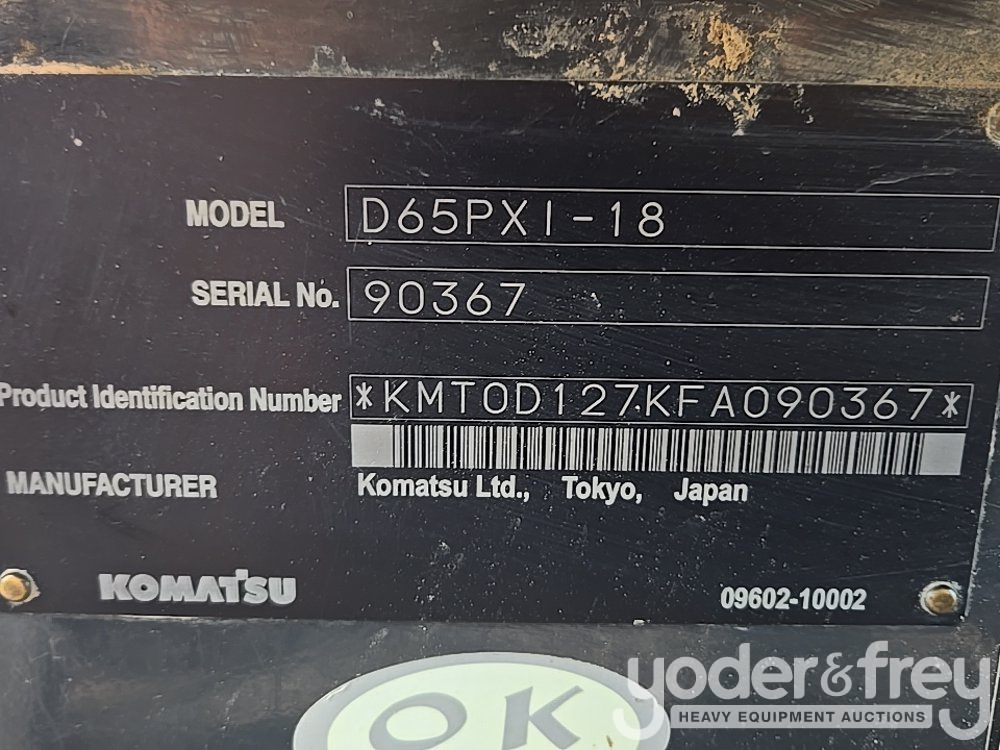 MODEL D65PXI-18
SERIAL No. 90367
Product Identification Number *KMT0D127KFA090367*
MANUFACTURER Komatsu Ltd., Tokyo, Japan
KOMATSU 09602-10002
OK
yoder&frey
HEAVY EQUIPMENT AUCTIONS